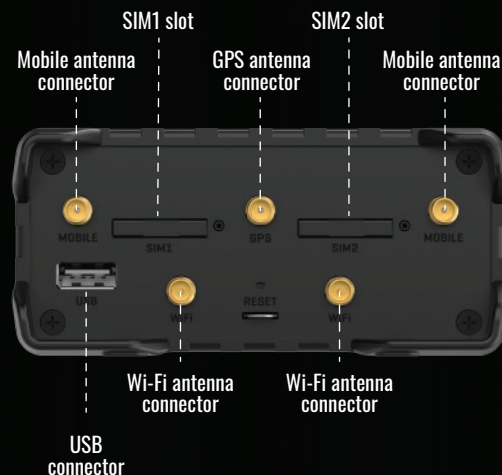 SIM1 slot
SIM2 slot
Mobile antenna
connector
GPS antenna
connector
Mobile antenna
connector
MOBILE
SIM1
GPS
SIM2
MOBILE
USB
WiFi
RESET
WiFi
Wi-Fi antenna
connector
Wi-Fi antenna
connector
USB
connector